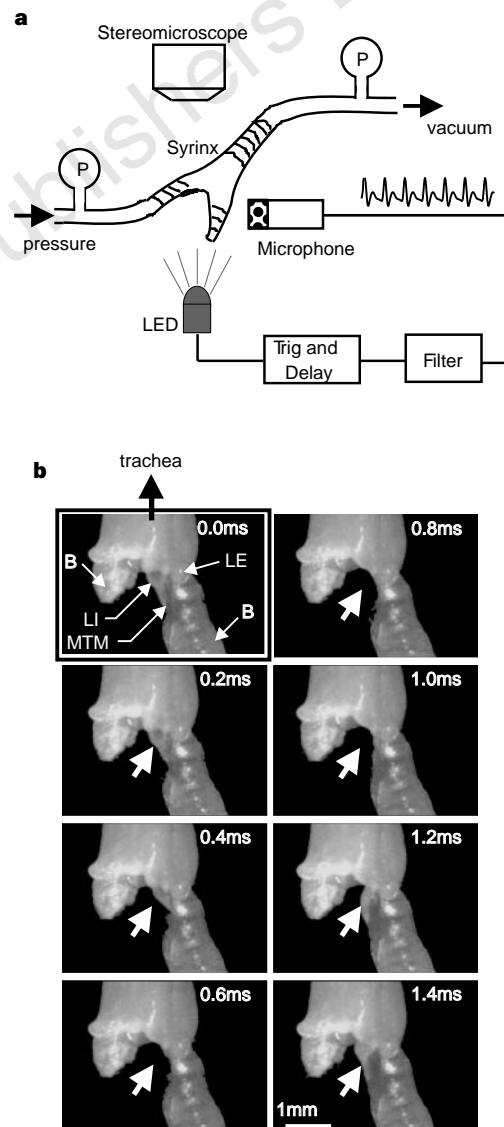 a
Stereomicroscope
P
vacuum
Syrinx
P
pressure
Microphone
LED
Trig and
Delay
Filter
b
trachea
0.0ms
B
LE
LI
MTM
B
0.8ms
0.2ms
1.0ms
0.4ms
1.2ms
0.6ms
1.4ms
1mm
ublishers